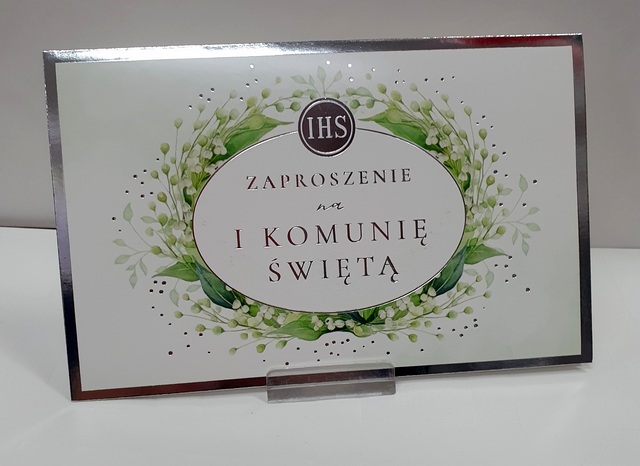 IHS
ZAPROSZENIE
na
I KOMUNIĘ
ŚWIĘTĄ